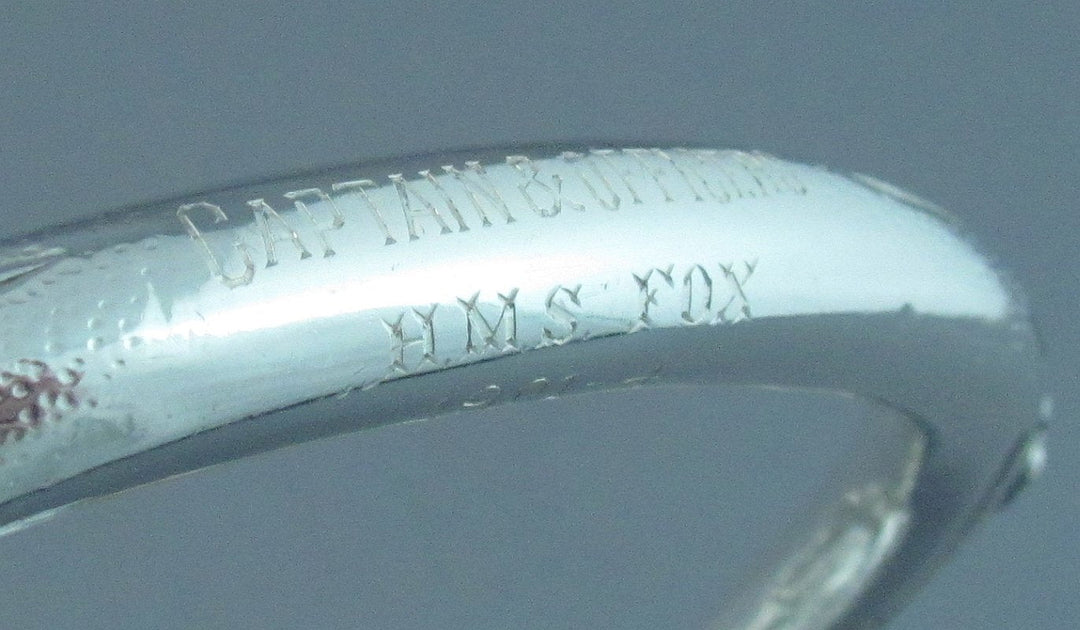 CAPTAIN & OFFICERS
H.M.S. FOX